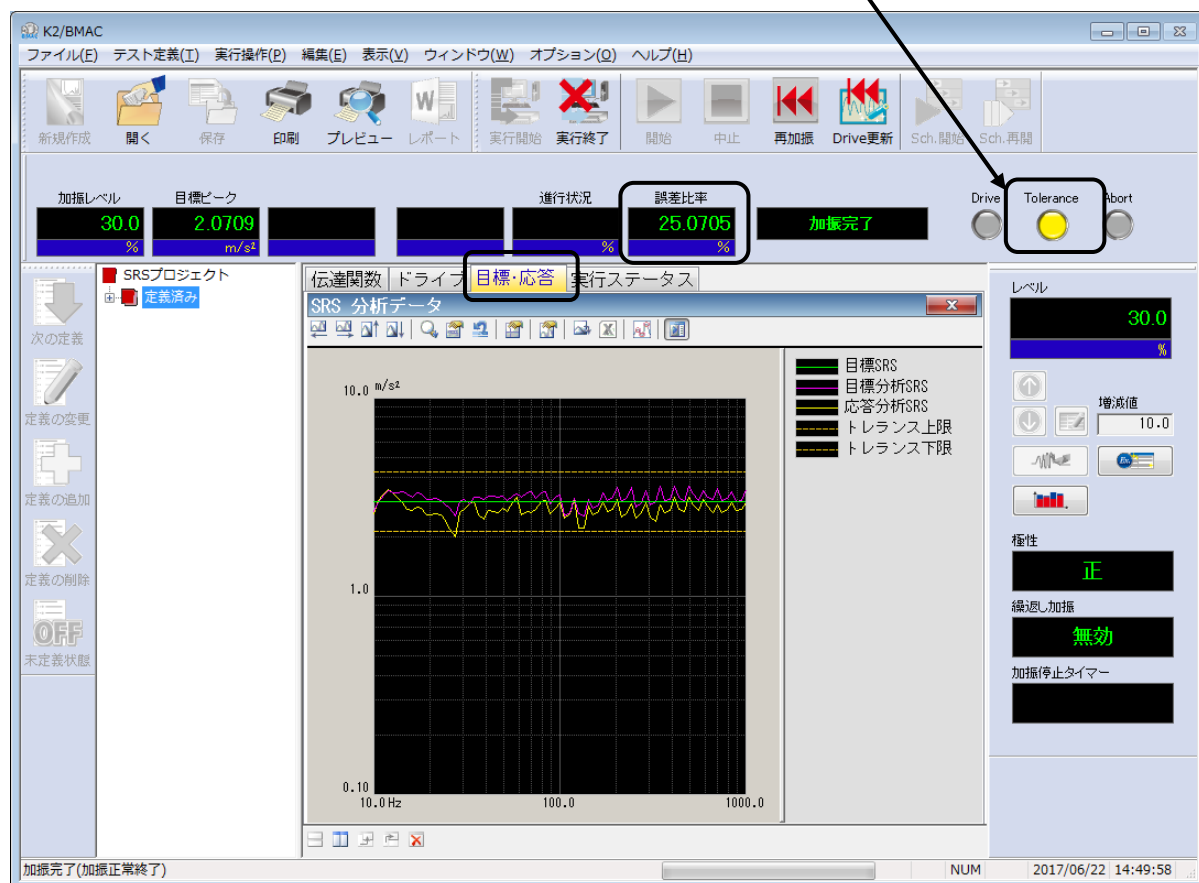 K2/BMAC
ファイル(F) テスト定義(T) 実行操作(P) 編集(E) 表示(V) ウィンドウ(W) オプション(O) ヘルプ(H)
新規作成 開く 保存 印刷 プレビュー レポート 実行開始 実行終了 開始 中止 再加振 Drive更新 Sch.開始 Sch.再開
加振レベル 目標ピーク 進行状況 誤差比率 Drive Tolerance Abort
30.0 2.0709 25.0705 加振完了
% m/s² % %
SRSプロジェクト
定義済み
次の定義
定義の変更
定義の追加
定義の削除
OFF
未定義状態
伝達関数 ドライブ 目標・応答 実行ステータス
SRS 分析データ
目標SRS
目標分析SRS
応答分析SRS
トレランス上限
トレランス下限
10.0 m/s²
1.0
0.10
10.0Hz 100.0 1000.0
レベル
30.0
%
増減値
10.0
極性
正
繰返し加振
無効
加振停止タイマー
加振完了(加振正常終了) NUM 2017/06/22 14:49:58